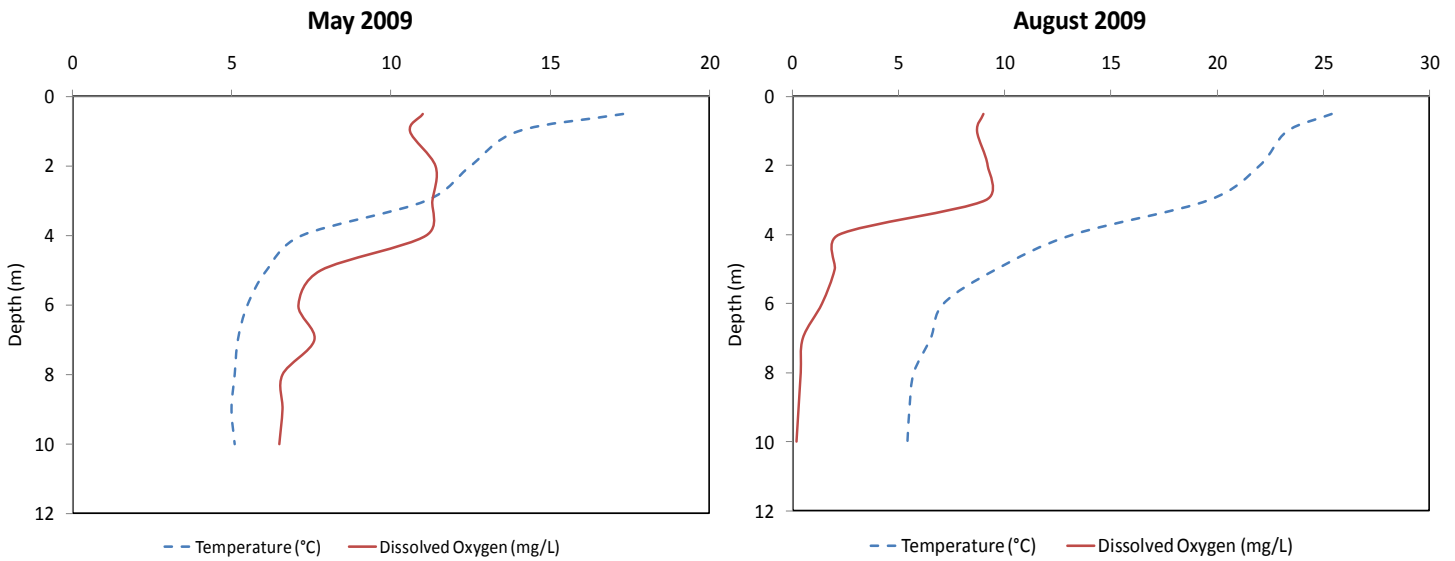 May 2009
0 5 10 15 20
0
2
4
6
8
10
12
Depth (m)
Temperature (°C) Dissolved Oxygen (mg/L)
August 2009
0 5 10 15 20 25 30
0
2
4
6
8
10
12
Depth (m)
Temperature (°C) Dissolved Oxygen (mg/L)